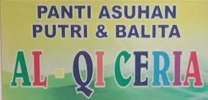 PANTI ASUHAN
PUTRI & BALITA
AL - QI CERIA